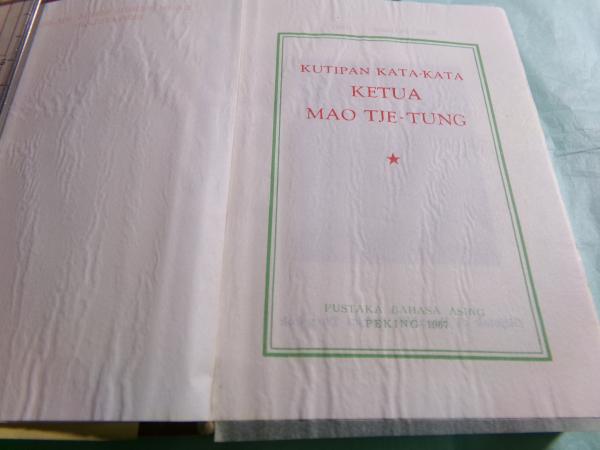 KUTIPAN KATA-KATA
KETUA
MAO TJE-TUNG
PUSTAKA BAHASA ASING
PEKING 1967